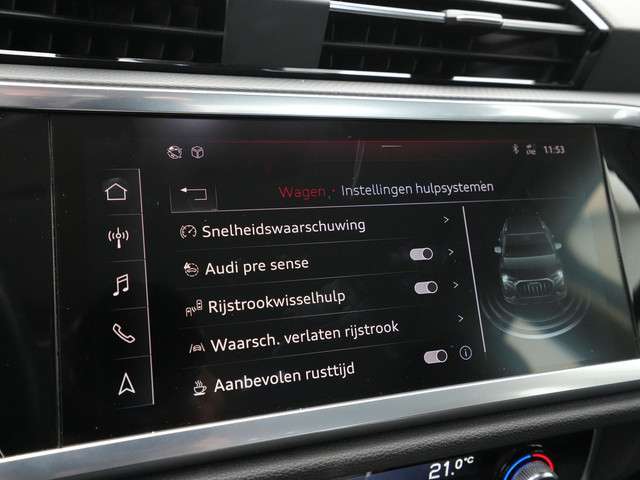 11:53
Wagen · Instellingen hulpsystemen
Snelheidswaarschuwing
Audi pre sense
Rijstrookwisselhulp
Waarsch. verlaten rijstrook
Aanbevolen rusttijd
21.0°C